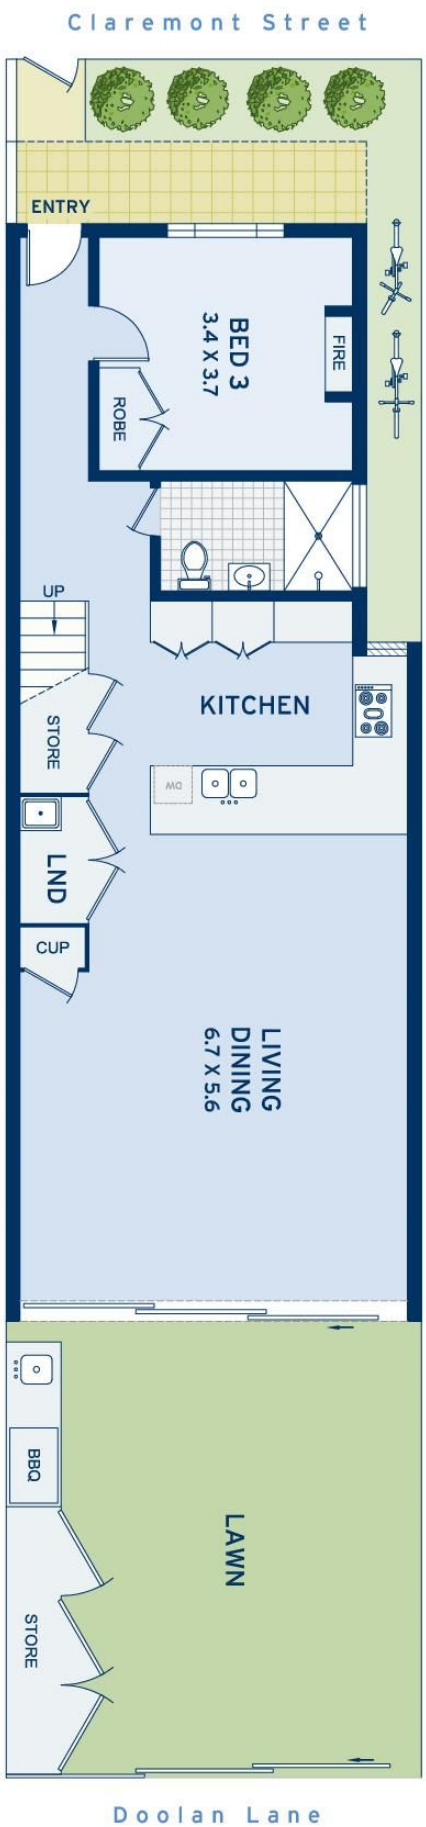 Claremont Street
ENTRY
BED 3
3.4 X 3.7
FIRE
ROBE
UP
KITCHEN
STORE
DW
LND
CUP
LIVING
DINING
6.7 X 5.6
BBQ
LAWN
STORE
Doolan Lane